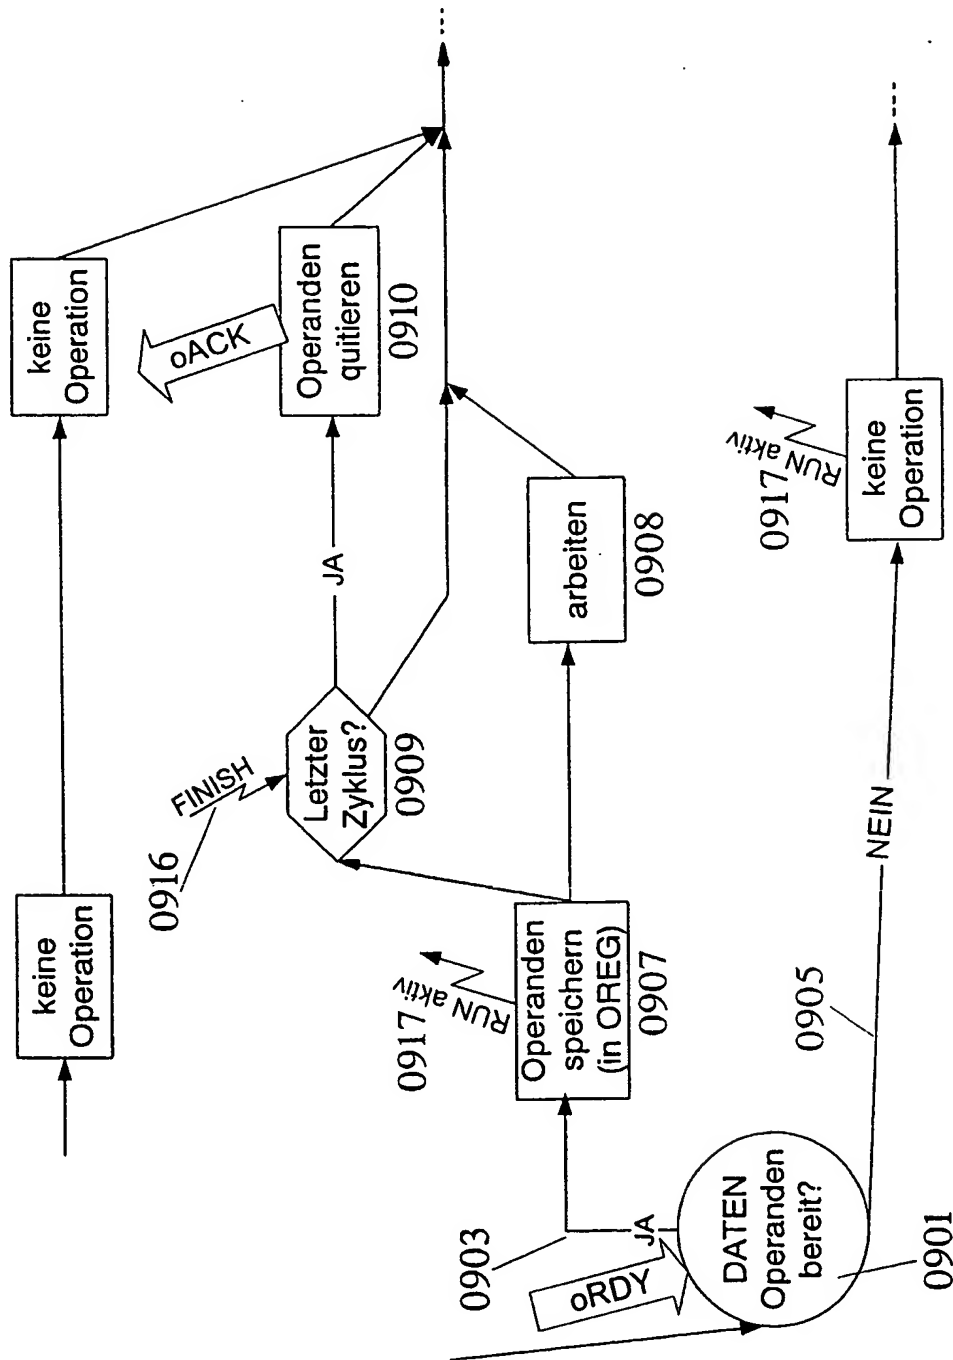 keine
Operation
keine
Operation
0916
FINISH
Letzter
Zyklus?
0909
JA
oACK
Operanden
quitieren
0910
0903
JA
oRDY
DATEN
Operanden
bereit?
0901
0917
RUN aktiv
Operanden
speichern
(in OREG)
0907
arbeiten
0908
0905
NEIN
0917
RUN aktiv
keine
Operation